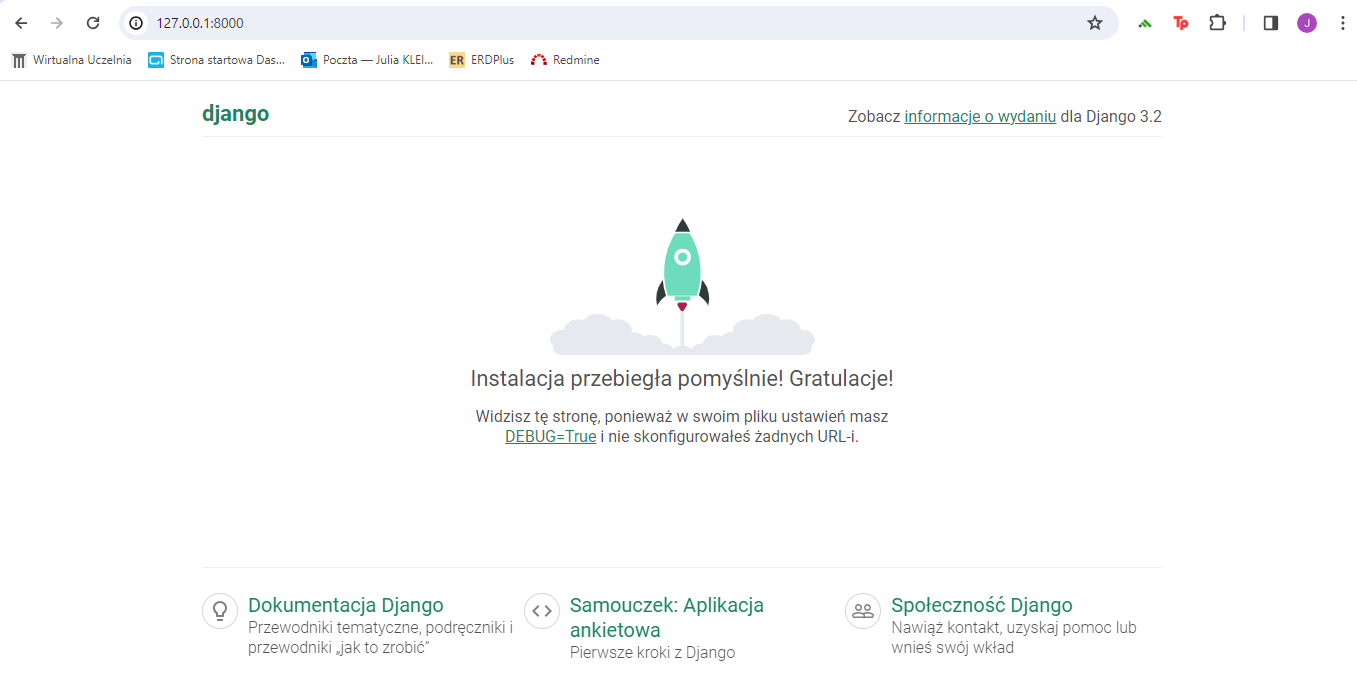 127.0.0.1:8000
Tp
J
Wirtualna Uczelnia
Strona startowa Das...
Poczta — Julia KLEI...
ER ERDPlus
Redmine
django
Zobacz informacje o wydaniu dla Django 3.2
Instalacja przebiegła pomyślnie! Gratulacje!
Widzisz tę stronę, ponieważ w swoim pliku ustawień masz
DEBUG=True i nie skonfigurowałeś żadnych URL-i.
Dokumentacja Django
Przewodniki tematyczne, podręczniki i
przewodniki „jak to zrobić”
Samouczek: Aplikacja
ankietowa
Pierwsze kroki z Django
Społeczność Django
Nawiąż kontakt, uzyskaj pomoc lub
wnieś swój wkład